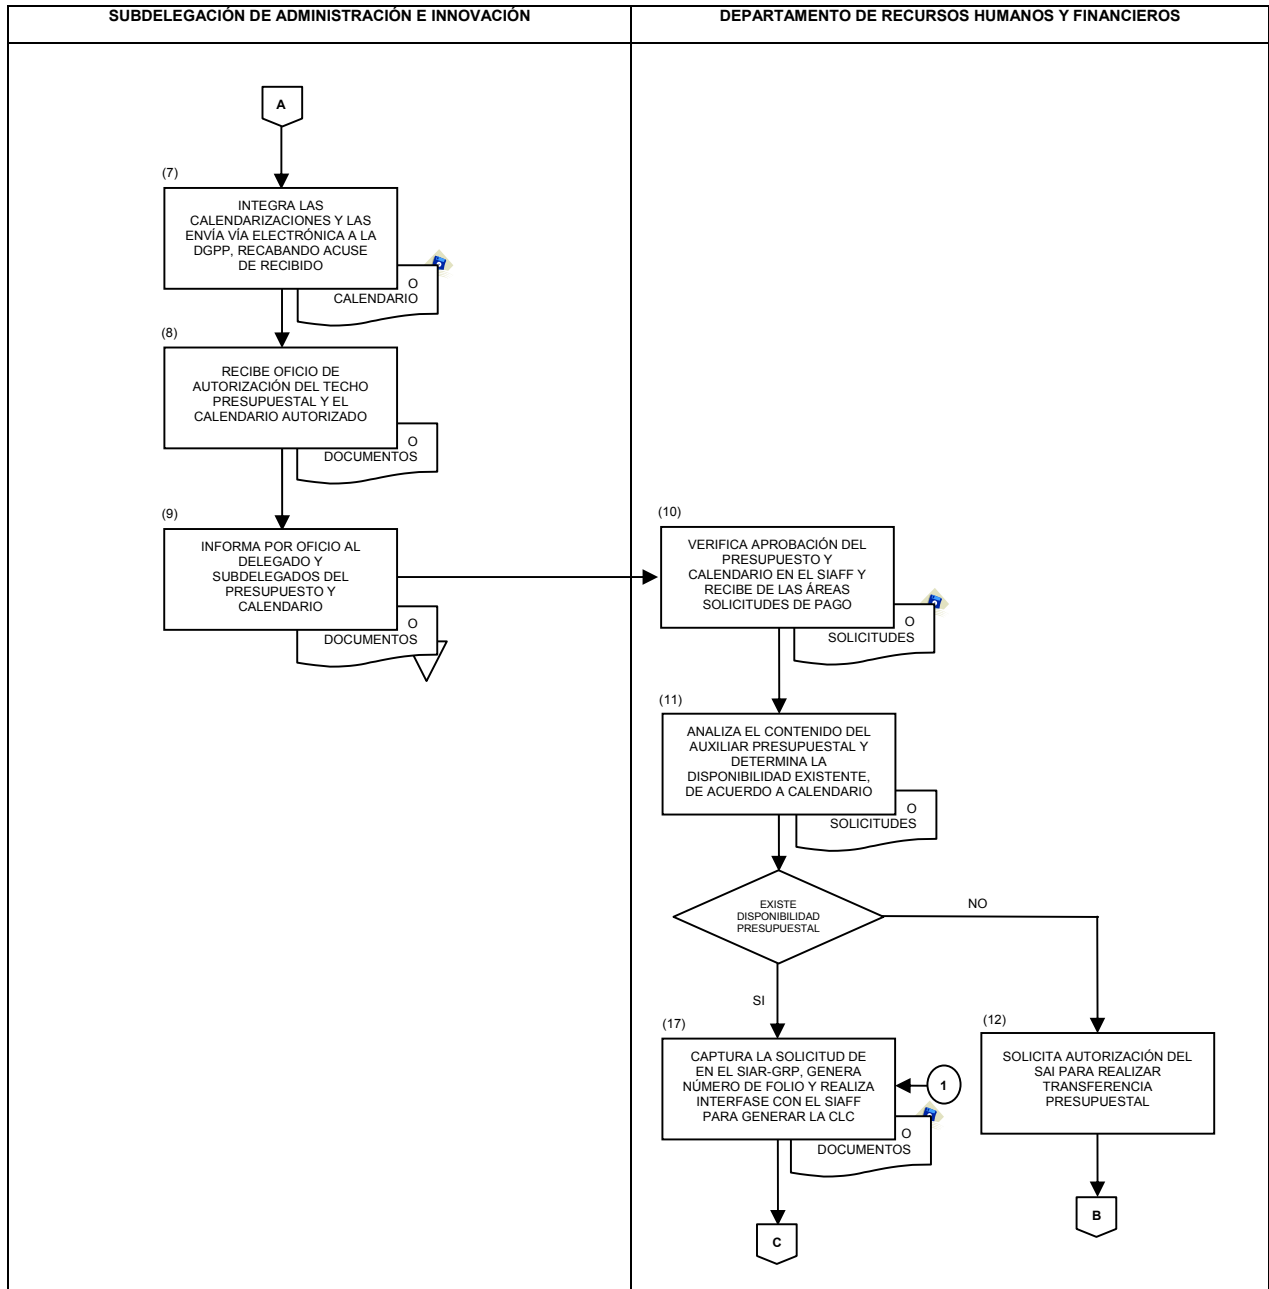 SUBDELEGACIÓN DE ADMINISTRACIÓN E INNOVACIÓN
DEPARTAMENTO DE RECURSOS HUMANOS Y FINANCIEROS
A
(7)
INTEGRA LAS
CALENDARIZACIONES Y LAS
ENVÍA VÍA ELECTRÓNICA A LA
DGPP, RECABANDO ACUSE
DE RECIBIDO
O
CALENDARIO
(8)
RECIBE OFICIO DE
AUTORIZACIÓN DEL TECHO
PRESUPUESTAL Y EL
CALENDARIO AUTORIZADO
O
DOCUMENTOS
(9)
INFORMA POR OFICIO AL
DELEGADO Y
SUBDELEGADOS DEL
PRESUPUESTO Y
CALENDARIO
O
DOCUMENTOS
(10)
VERIFICA APROBACIÓN DEL
PRESUPUESTO Y
CALENDARIO EN EL SIAFF Y
RECIBE DE LAS ÁREAS
SOLICITUDES DE PAGO
O
SOLICITUDES
(11)
ANALIZA EL CONTENIDO DEL
AUXILIAR PRESUPUESTAL Y
DETERMINA LA
DISPONIBILIDAD EXISTENTE,
DE ACUERDO A CALENDARIO
O
SOLICITUDES
EXISTE
DISPONIBILIDAD
PRESUPUESTAL
NO
SI
(17)
CAPTURA LA SOLICITUD DE
EN EL SIAR-GRP, GENERA
NÚMERO DE FOLIO Y REALIZA
INTERFASE CON EL SIAFF
PARA GENERAR LA CLC
1
O
DOCUMENTOS
C
(12)
SOLICITA AUTORIZACIÓN DEL
SAI PARA REALIZAR
TRANSFERENCIA
PRESUPUESTAL
B